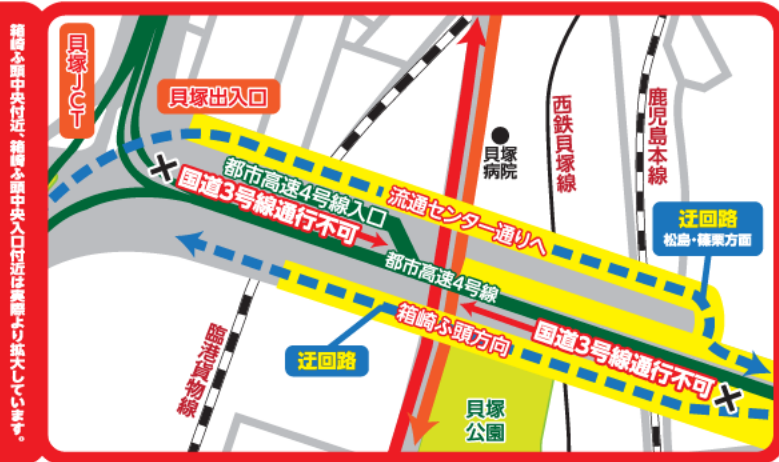 箱崎ふ頭中央付近、箱崎ふ頭中央入口付近は実際より拡大しています。
貝塚JCT
貝塚出入口
都市高速4号線入口
国道3号線通行不可
流通センター通りへ
都市高速4号線
貝塚
病院
西鉄貝塚線
鹿児島本線
迂回路
松島・篠栗方面
箱崎ふ頭方向
国道3号線通行不可
迂回路
臨港貨物線
貝塚
公園